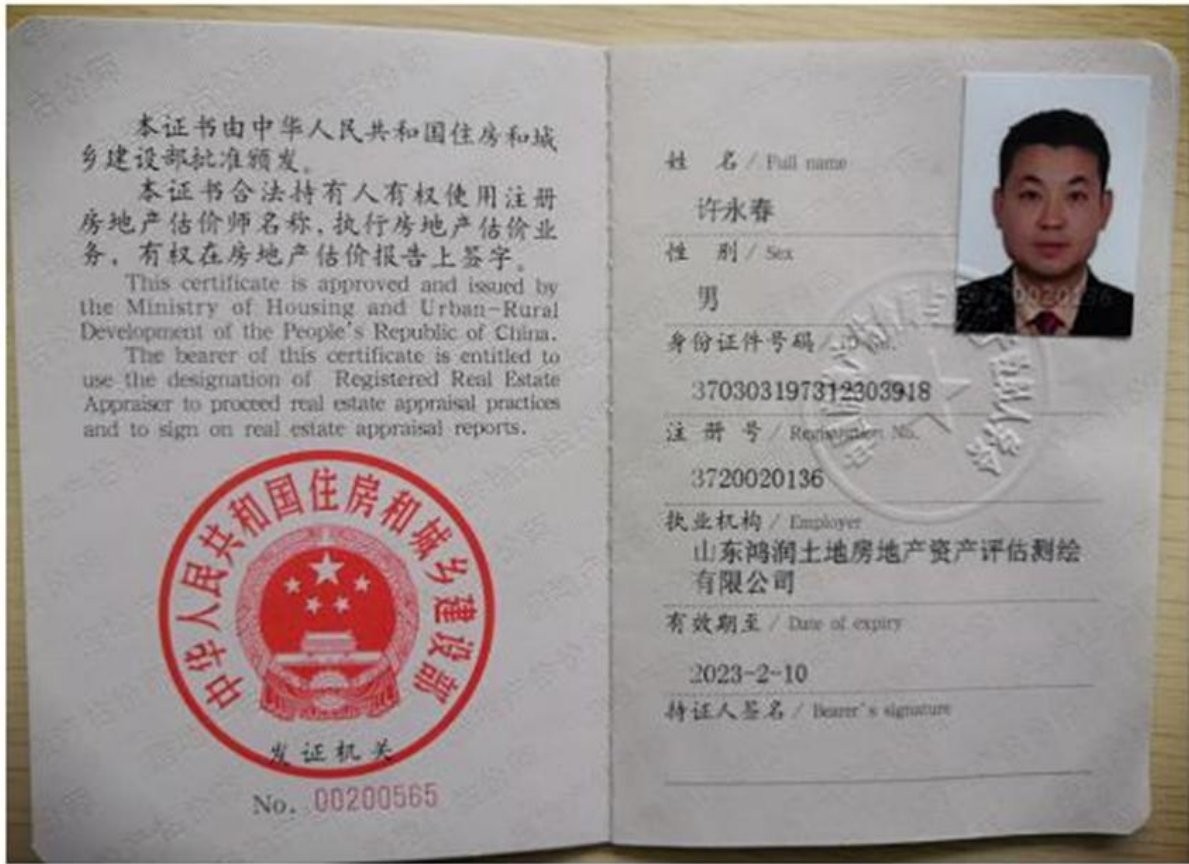 本证书由中华人民共和国住房和城
乡建设部批准颁发。
本证书合法持有人有权使用注册
房地产估价师名称，执行房地产估价业
务，有权在房地产估价报告上签字。
This certificate is approved and issued by
the Ministry of Housing and Urban-Rural
Development of the People's Republic of China.
The bearer of this certificate is entitled to
use the designation of Registered Real Estate
Appraiser to proceed real estate appraisal practices
and to sign on real estate appraisal reports.
中华人民共和国住房和城乡建设部
发证机关
No. 00200565
姓 名 / Full name
许永春
性 别 / Sex
男
身份证件号码 / ID No.
370303197312303918
注 册 号 / Registration No.
3720020136
执业机构 / Employer
山东鸿润土地房地产资产评估测绘
有限公司
有效期至 / Date of expiry
2023-2-10
持证人签名 / Bearer's signature